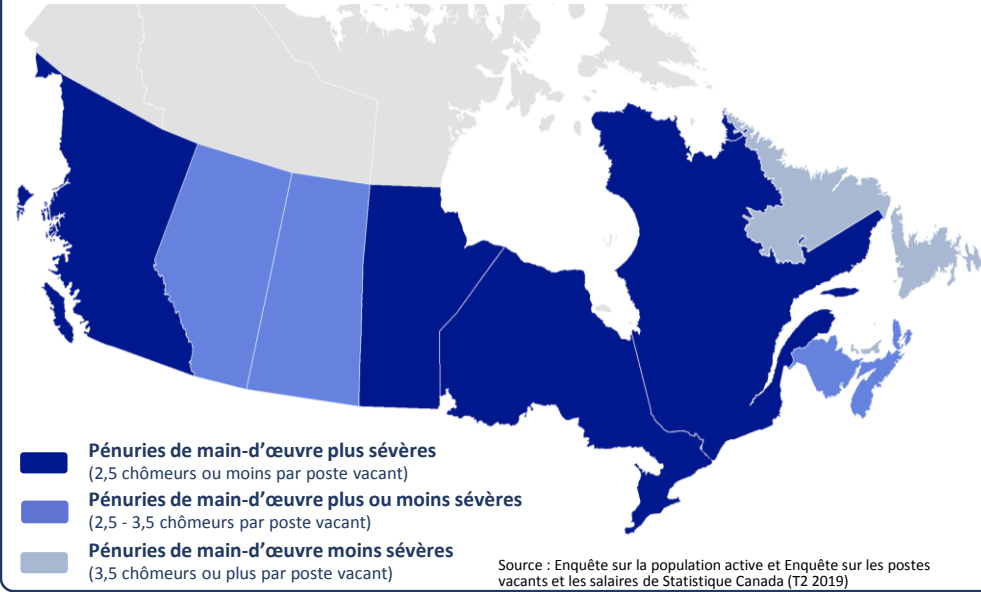 Pénuries de main-d'œuvre plus sévères
(2,5 chômeurs ou moins par poste vacant)
Pénuries de main-d'œuvre plus ou moins sévères
(2,5 - 3,5 chômeurs par poste vacant)
Pénuries de main-d'œuvre moins sévères
(3,5 chômeurs ou plus par poste vacant)
Source : Enquête sur la population active et Enquête sur les postes
vacants et les salaires de Statistique Canada (T2 2019)